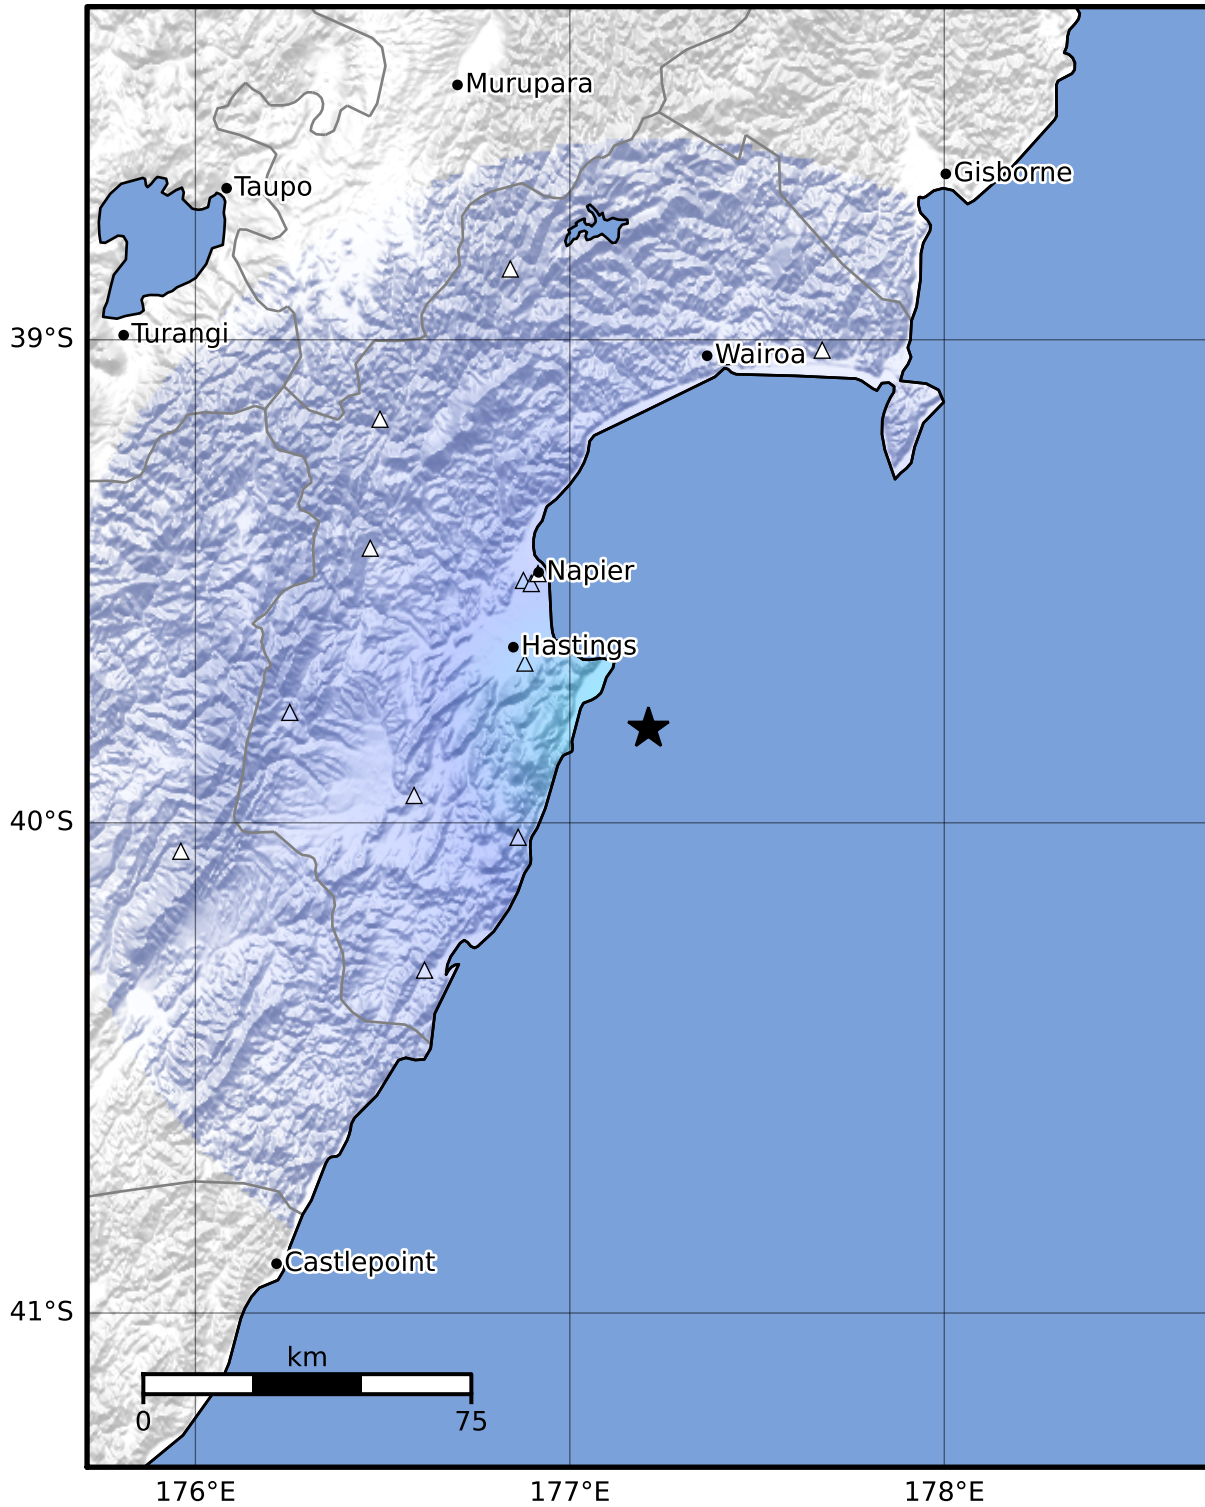 Murupara
Gisborne
Taupo
Turangi
39°S
Wairoa
Napier
Hastings
40°S
Castlepoint
41°S
km
0 75
176°E 177°E 178°E